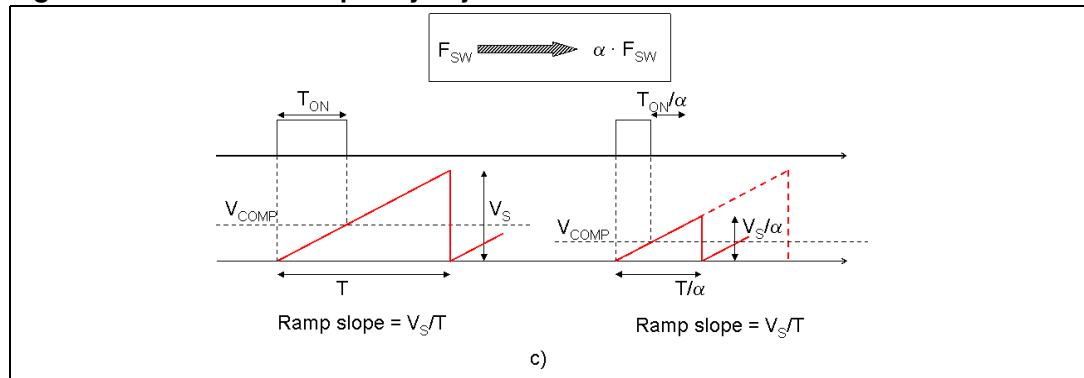 F_SW α · F_SW
T_ON T_ON/α
V_COMP V_S V_COMP V_S/α
T T/α
Ramp slope = V_S/T Ramp slope = V_S/T
c)